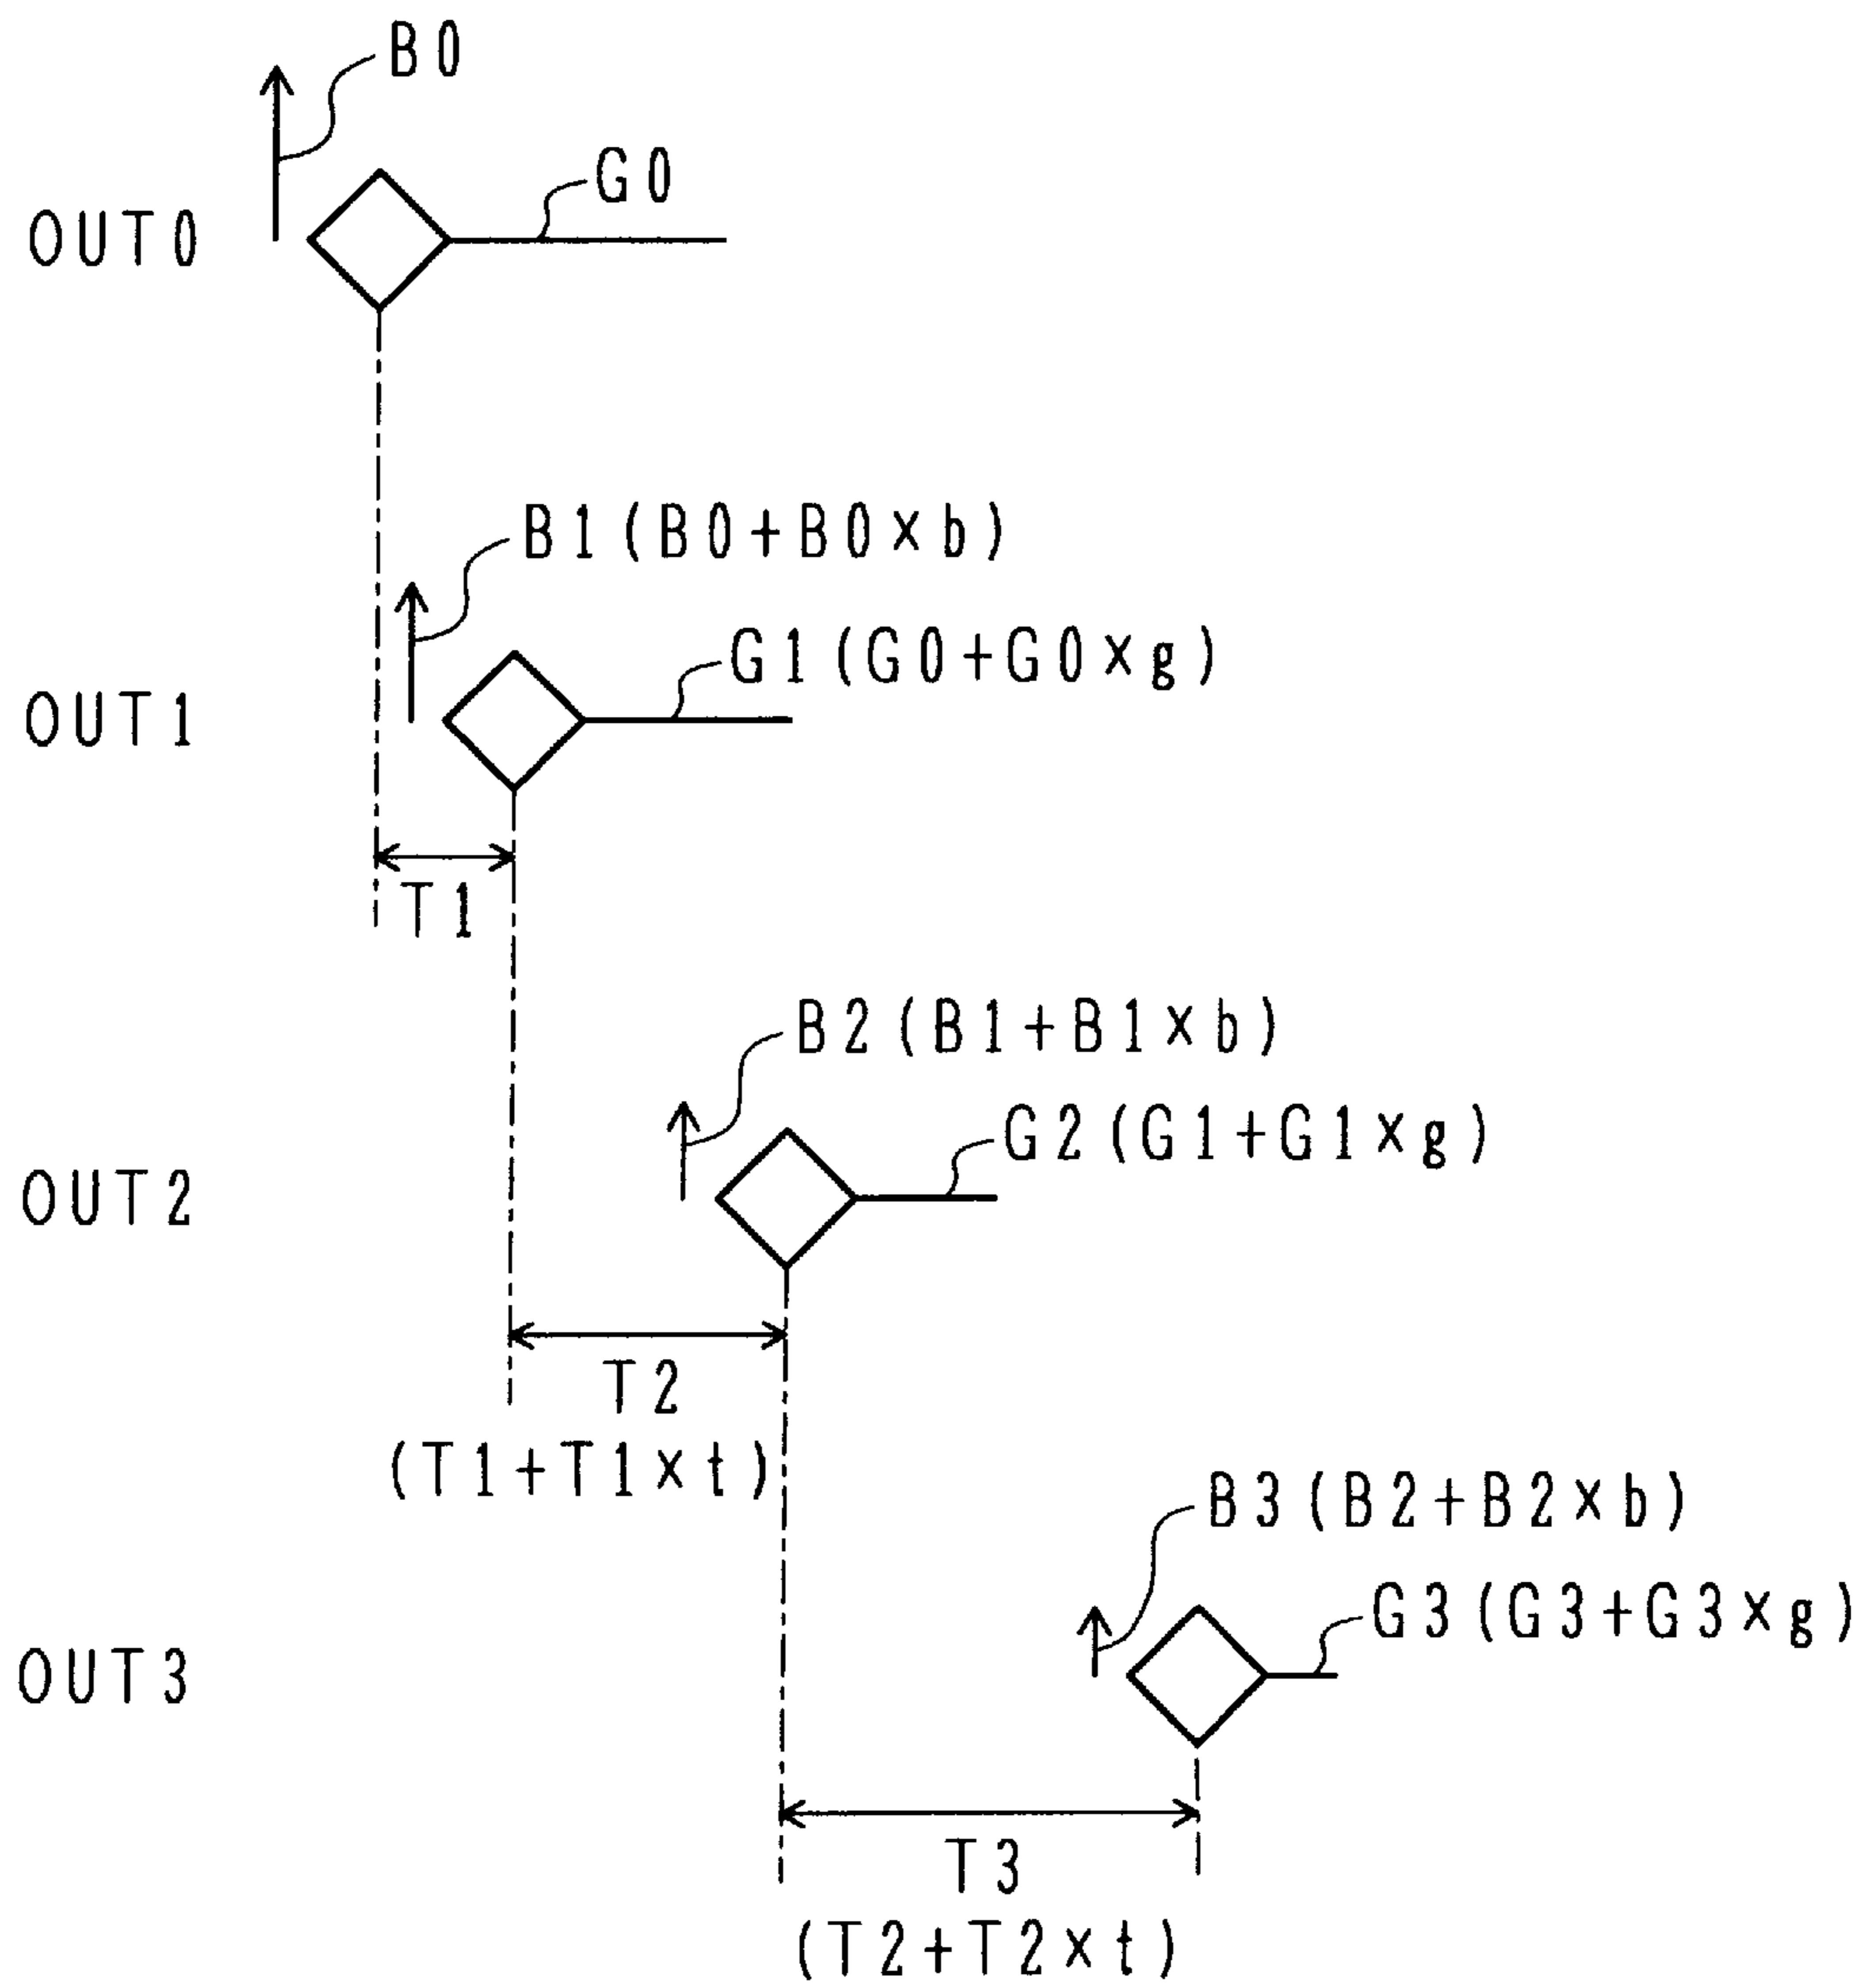 B0
G0
OUT0
B1(B0+B0×b)
G1(G0+G0×g)
OUT1
T1
B2(B1+B1×b)
G2(G1+G1×g)
OUT2
T2
(T1+T1×t)
B3(B2+B2×b)
G3(G3+G3×g)
OUT3
T3
(T2+T2×t)